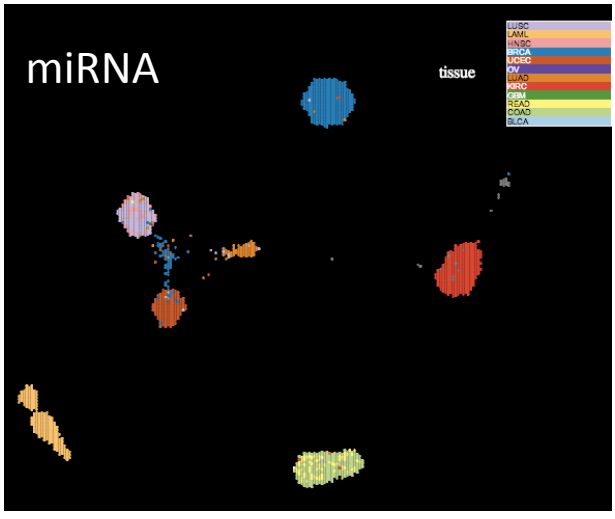 miRNA
tissue
LUSC
LAML
HNSC
BRCA
UCEC
OV
LUAD
KIRC
GBM
READ
COAD
BLCA